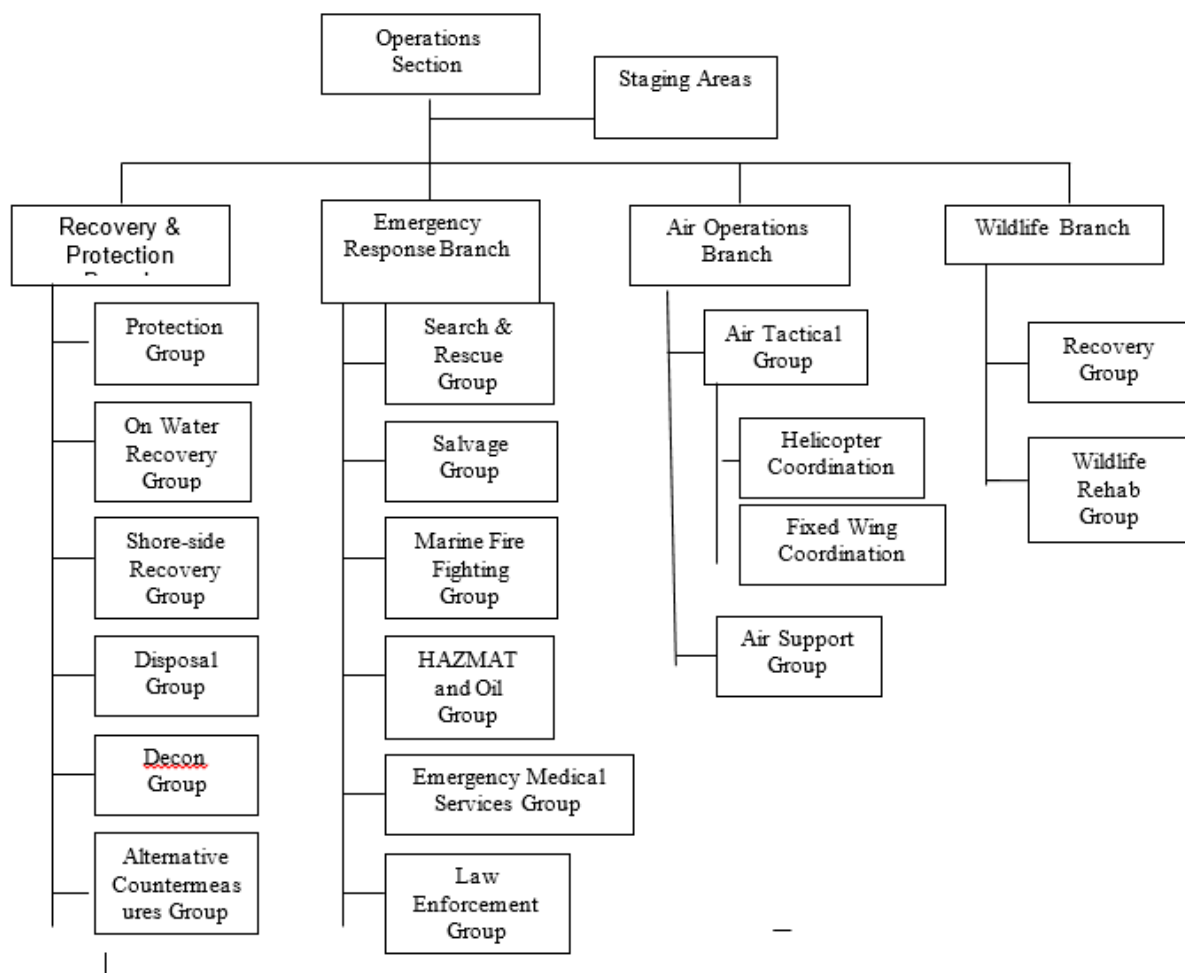 Operations
Section
Staging Areas
Recovery &
Protection
Emergency
Response Branch
Air Operations
Branch
Wildlife Branch
Protection
Group
On Water
Recovery
Group
Shore-side
Recovery
Group
Disposal
Group
Decon
Group
Alternative
Countermeas
ures Group
Search &
Rescue
Group
Salvage
Group
Marine Fire
Fighting
Group
HAZMAT
and Oil
Group
Emergency Medical
Services Group
Law
Enforcement
Group
Air Tactical
Group
Helicopter
Coordination
Fixed Wing
Coordination
Air Support
Group
Recovery
Group
Wildlife
Rehab
Group